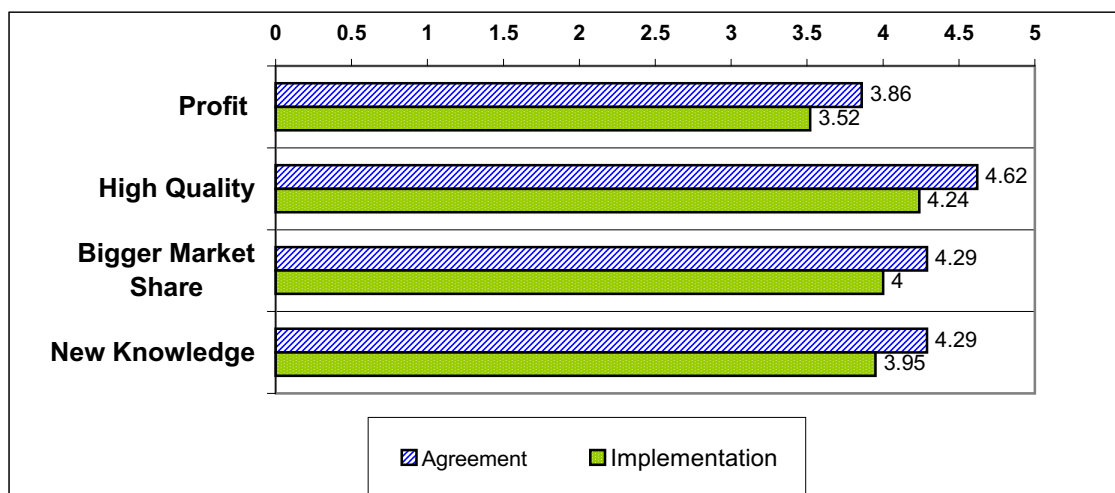 0 0.5 1 1.5 2 2.5 3 3.5 4 4.5 5
Profit
3.86
3.52
High Quality
4.62
4.24
Bigger Market
Share
4.29
4
New Knowledge
4.29
3.95
Agreement Implementation